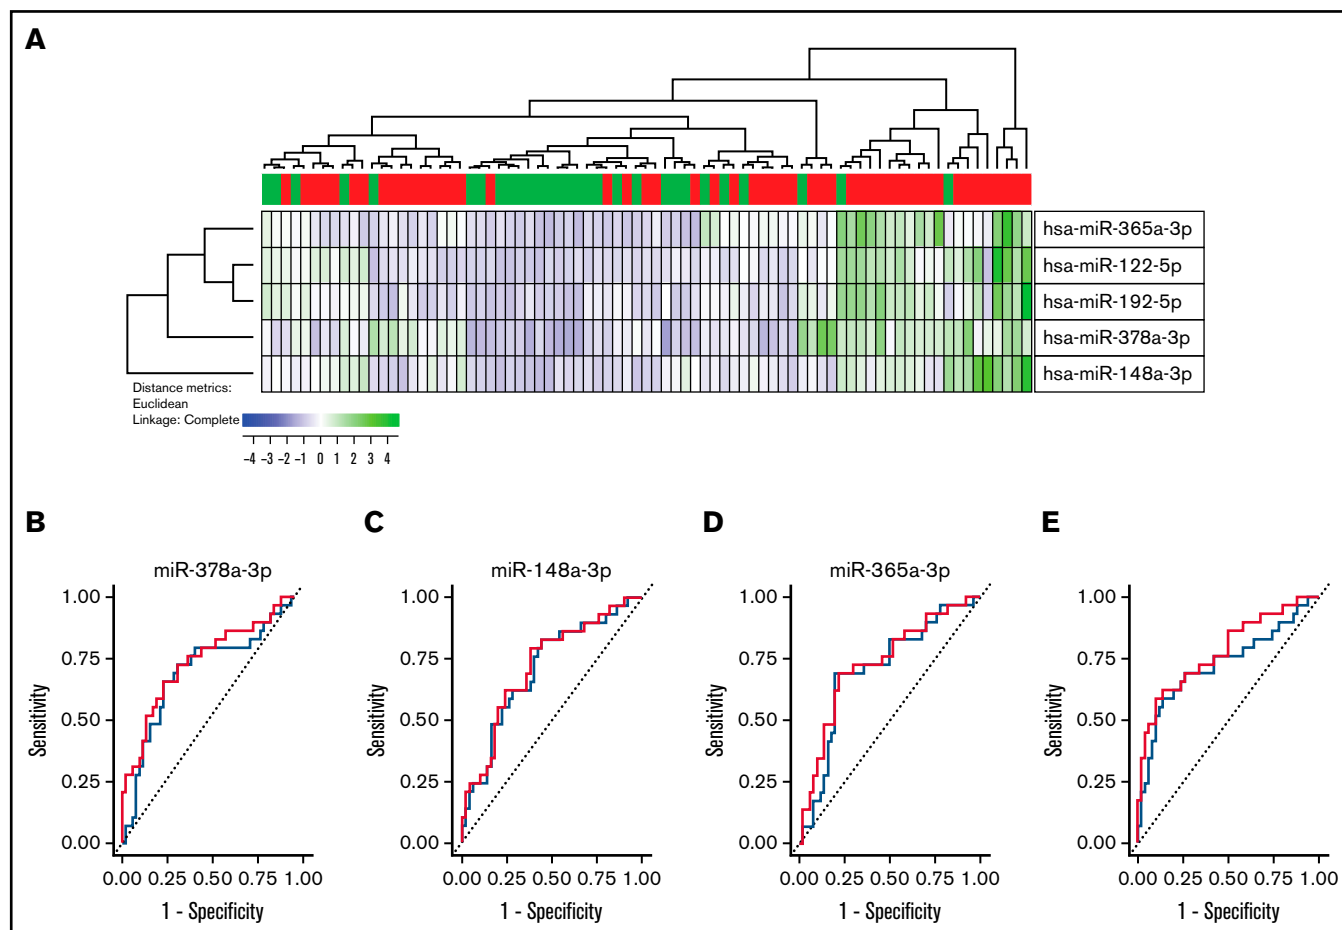 A
hsa-miR-365a-3p
hsa-miR-122-5p
hsa-miR-192-5p
hsa-miR-378a-3p
hsa-miR-148a-3p
Distance metrics:
Euclidean
Linkage: Complete
−4 −3 −2 −1 0 1 2 3 4
B
miR-378a-3p
1.00
0.75
0.50
0.25
0.00
Sensitivity
0.00 0.25 0.50 0.75 1.00
1 - Specificity
C
miR-148a-3p
1.00
0.75
0.50
0.25
0.00
Sensitivity
0.00 0.25 0.50 0.75 1.00
1 - Specificity
D
miR-365a-3p
1.00
0.75
0.50
0.25
0.00
Sensitivity
0.00 0.25 0.50 0.75 1.00
1 - Specificity
E
1.00
0.75
0.50
0.25
0.00
Sensitivity
0.00 0.25 0.50 0.75 1.00
1 - Specificity